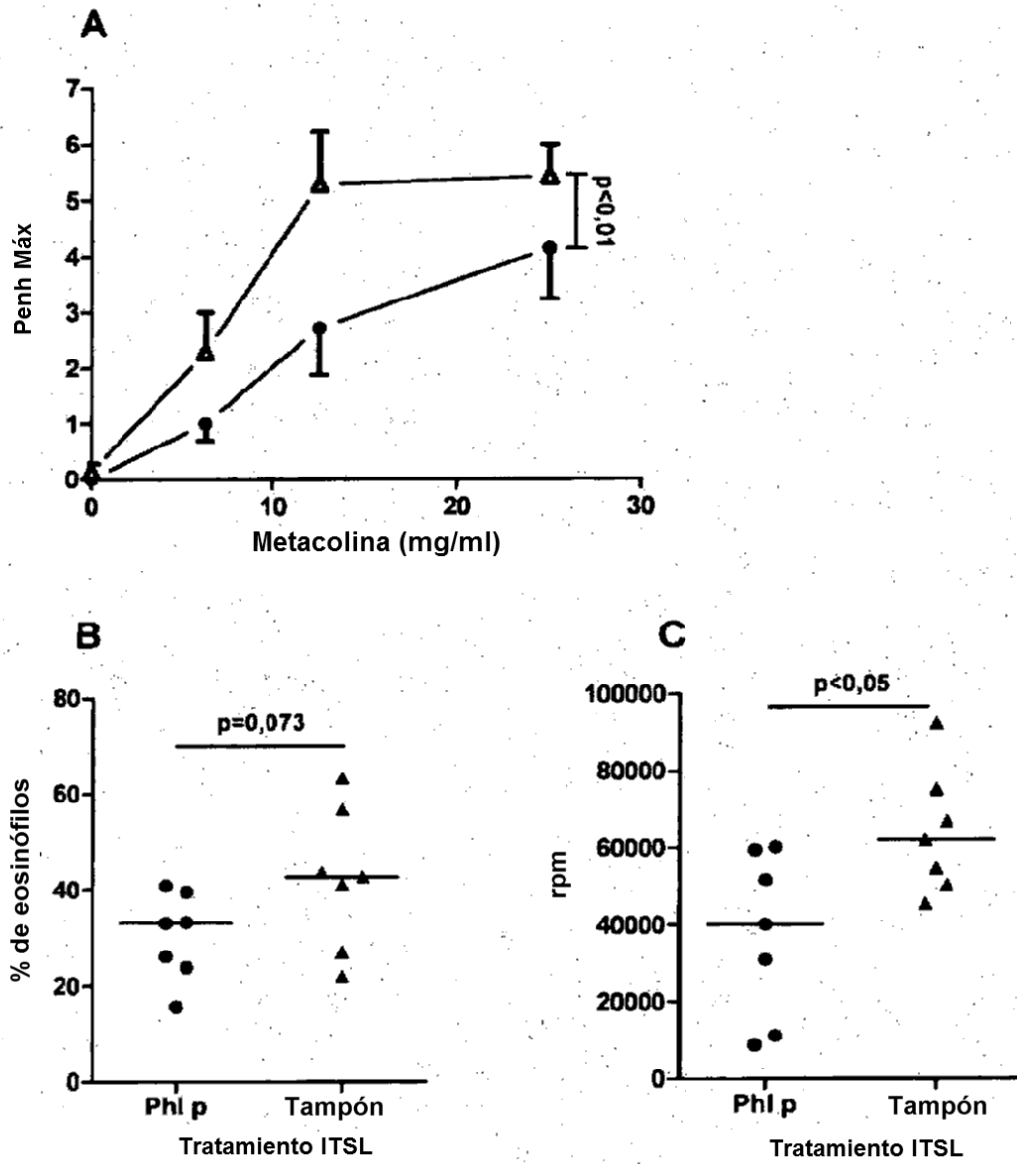 A
7
6
5
4
3
2
1
0
Penh Máx
p<0,01
0 10 20 30
Metacolina (mg/ml)
B
80
60
40
20
0
% de eosinófilos
p=0,073
Phl p Tampón
Tratamiento ITSL
C
100000
80000
60000
40000
20000
0
rpm
p<0,05
Phl p Tampón
Tratamiento ITSL